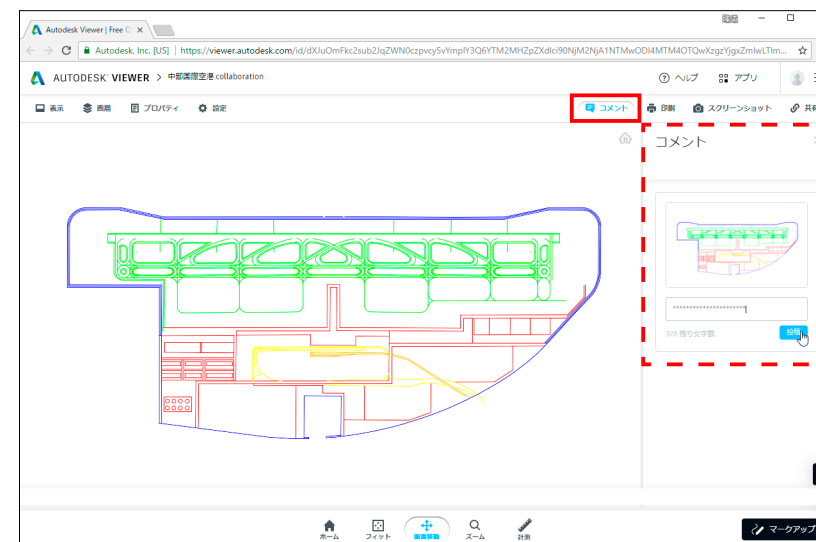 Autodesk Viewer | Free O
Autodesk, Inc. [US] | https://viewer.autodesk.com/id/
AUTODESK® VIEWER > 中部国際空港.collaboration
ヘルプ
アプリ
表示
画層
プロパティ
設定
コメント
印刷
スクリーンショット
コメント
**********************
378 残り文字数
投稿
ホーム
フィット
画面移動
ズーム
計測
マークアップ